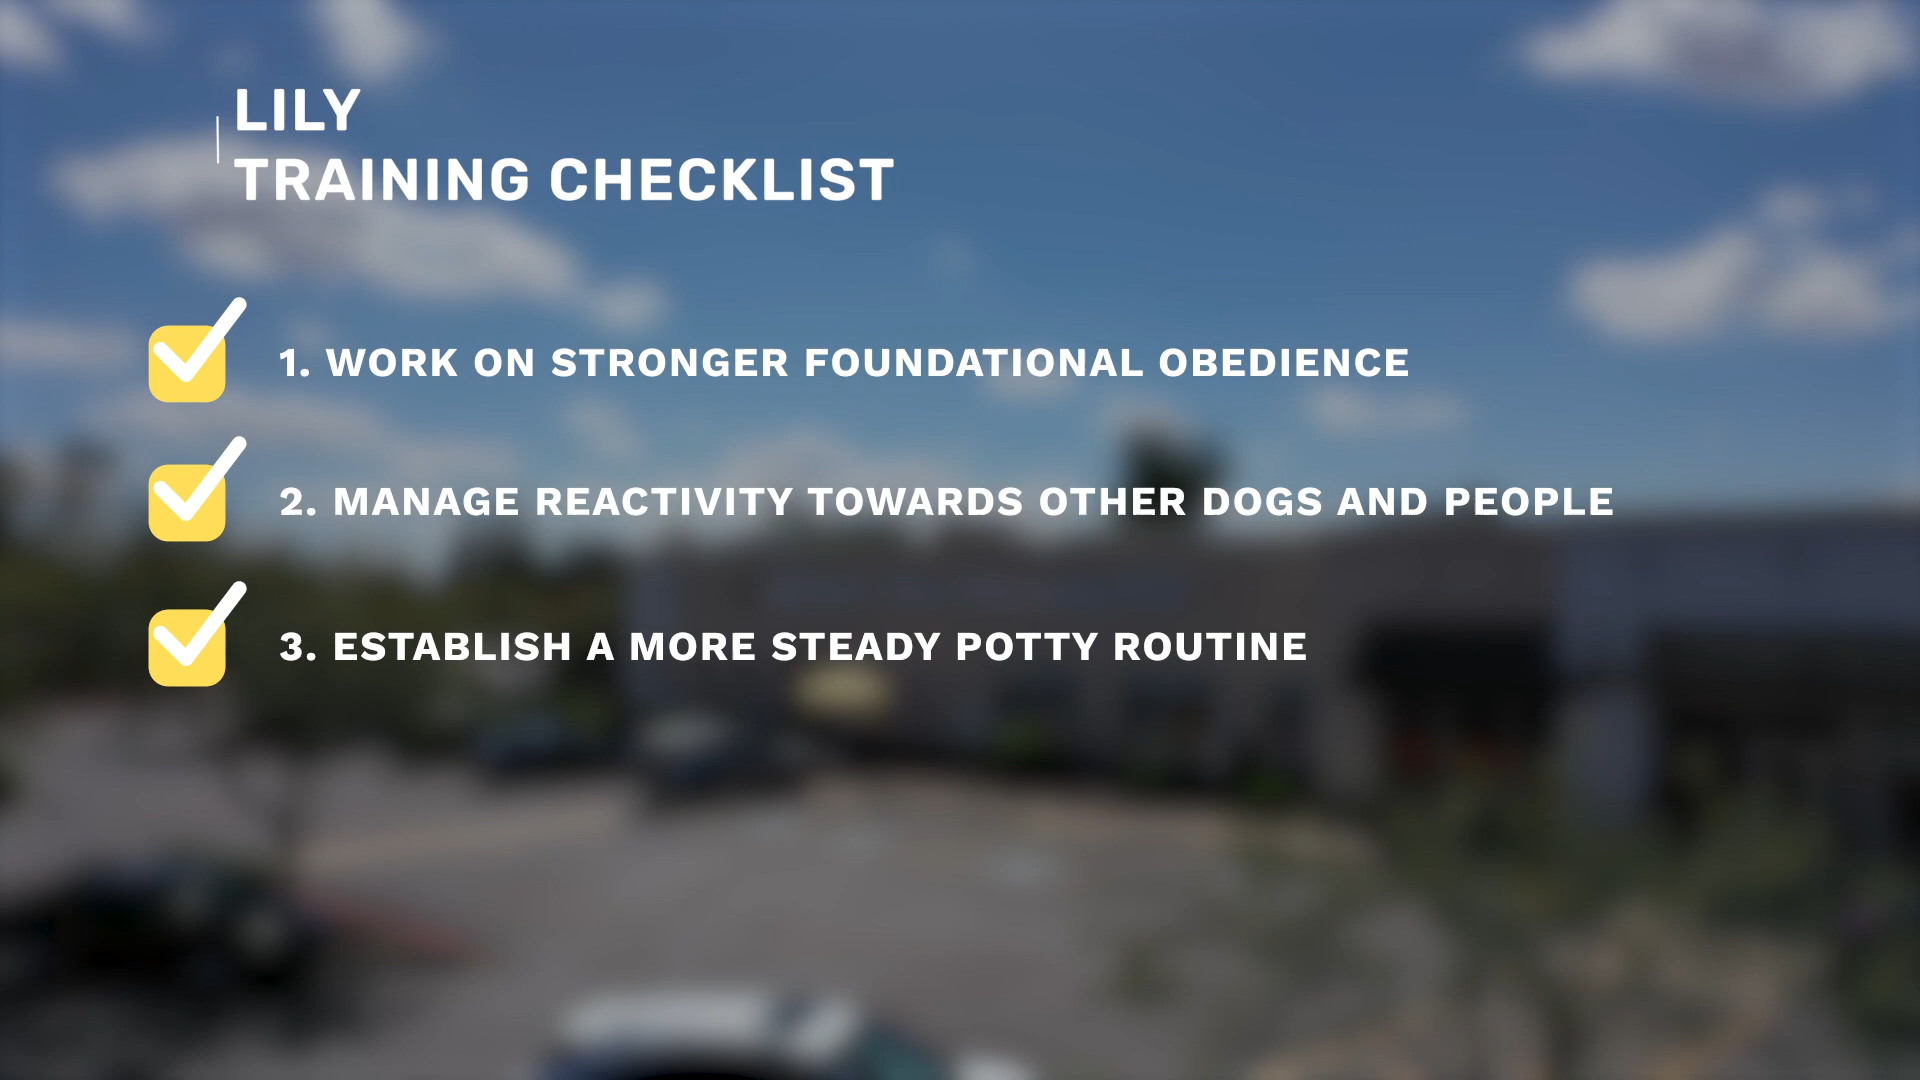 LILY
TRAINING CHECKLIST
1. WORK ON STRONGER FOUNDATIONAL OBEDIENCE
2. MANAGE REACTIVITY TOWARDS OTHER DOGS AND PEOPLE
3. ESTABLISH A MORE STEADY POTTY ROUTINE